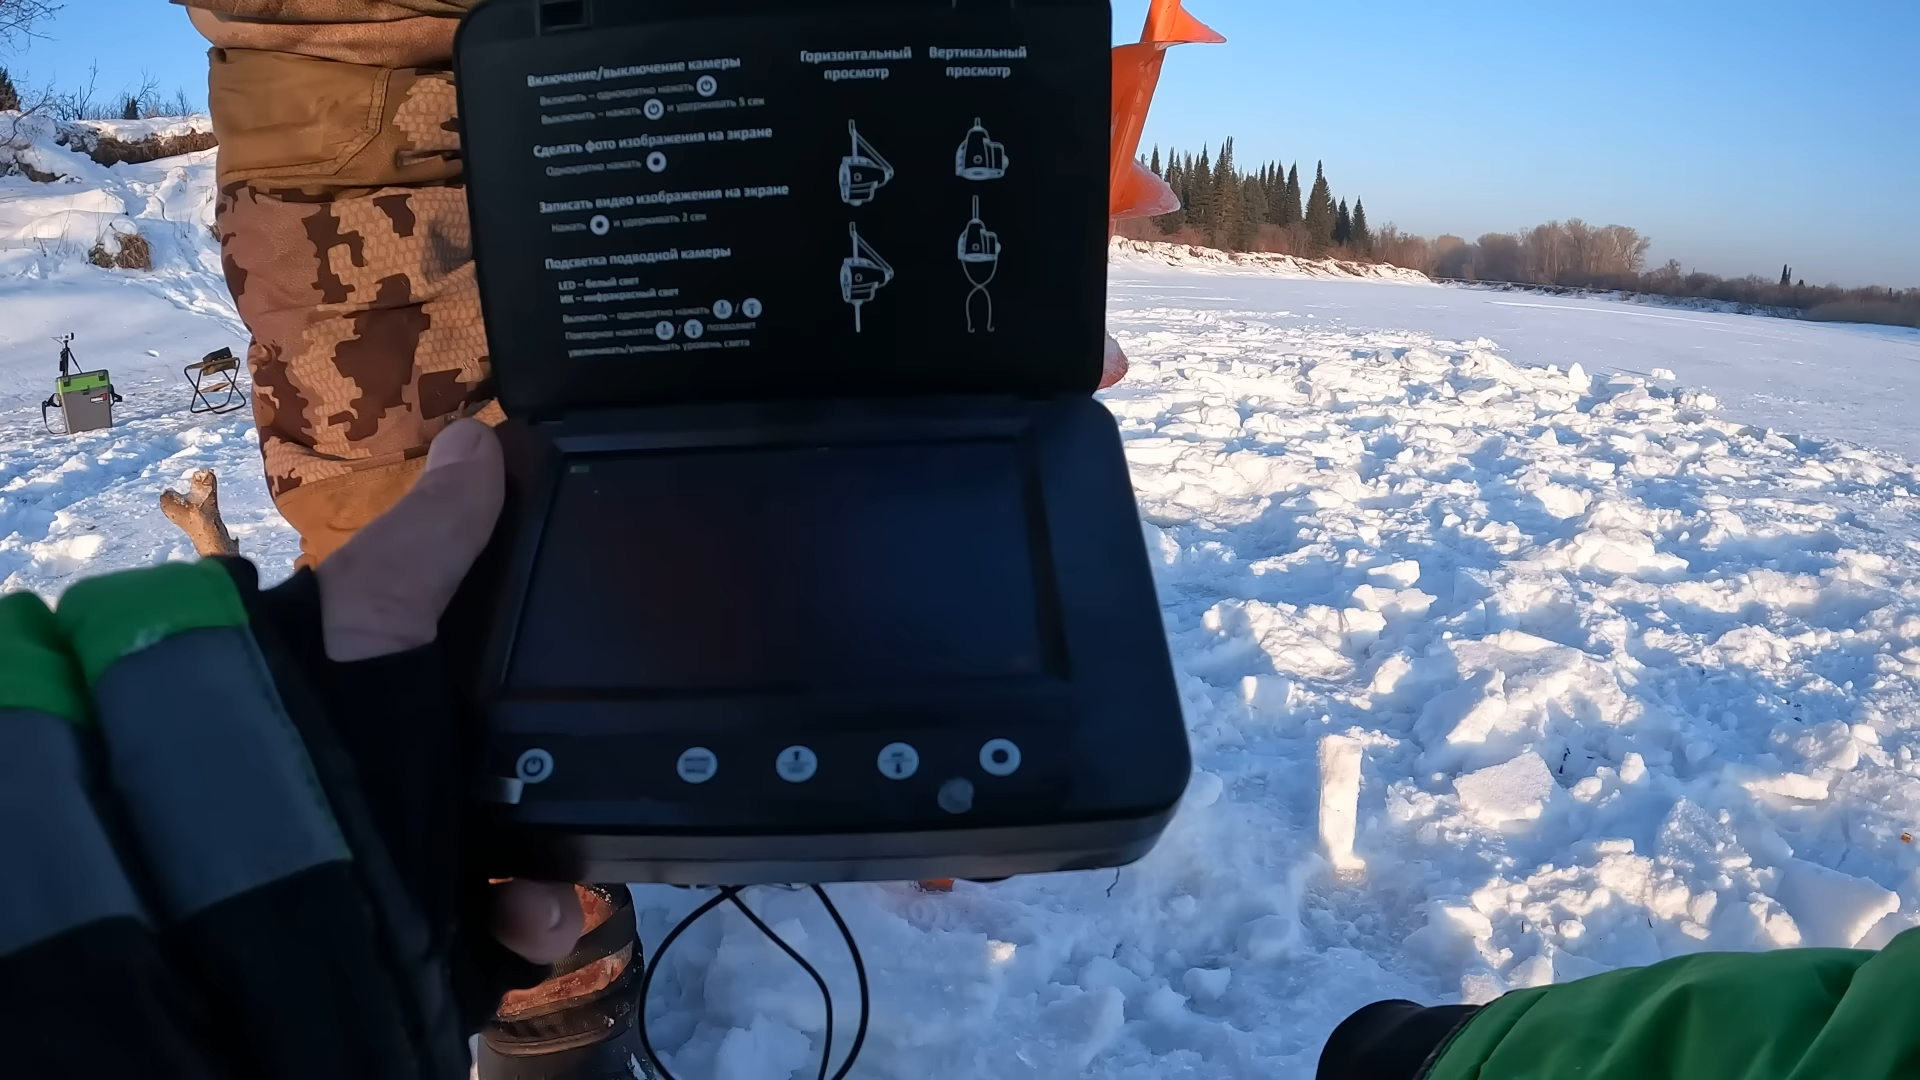 Включение/выключение камеры
Включить – однократно нажать
Выключить – нажать и удерживать 5 сек
Сделать фото изображения на экране
Однократно нажать
Записать видео изображения на экране
Нажать и удерживать 2 сек
Подсветка подводной камеры
LED – белый свет
ИК – инфракрасный свет
Включить – однократно нажать /
Повторное нажатие / позволяет
увеличивать/уменьшать уровень света
Горизонтальный
просмотр
Вертикальный
просмотр